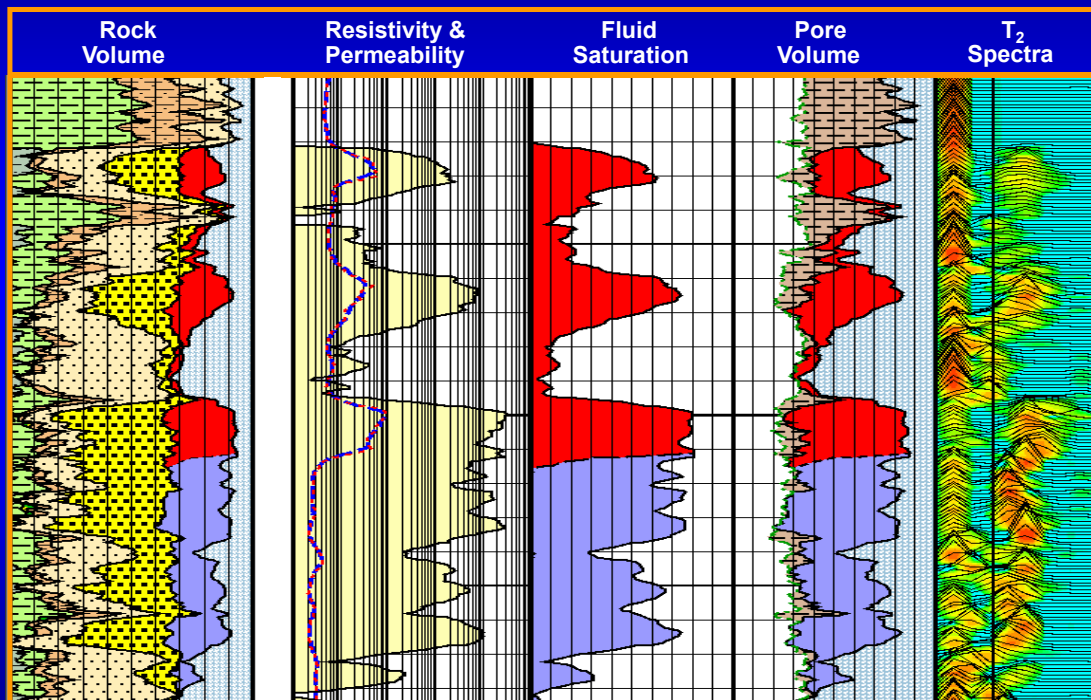 Rock
Volume
Resistivity &
Permeability
Fluid
Saturation
Pore
Volume
T₂
Spectra